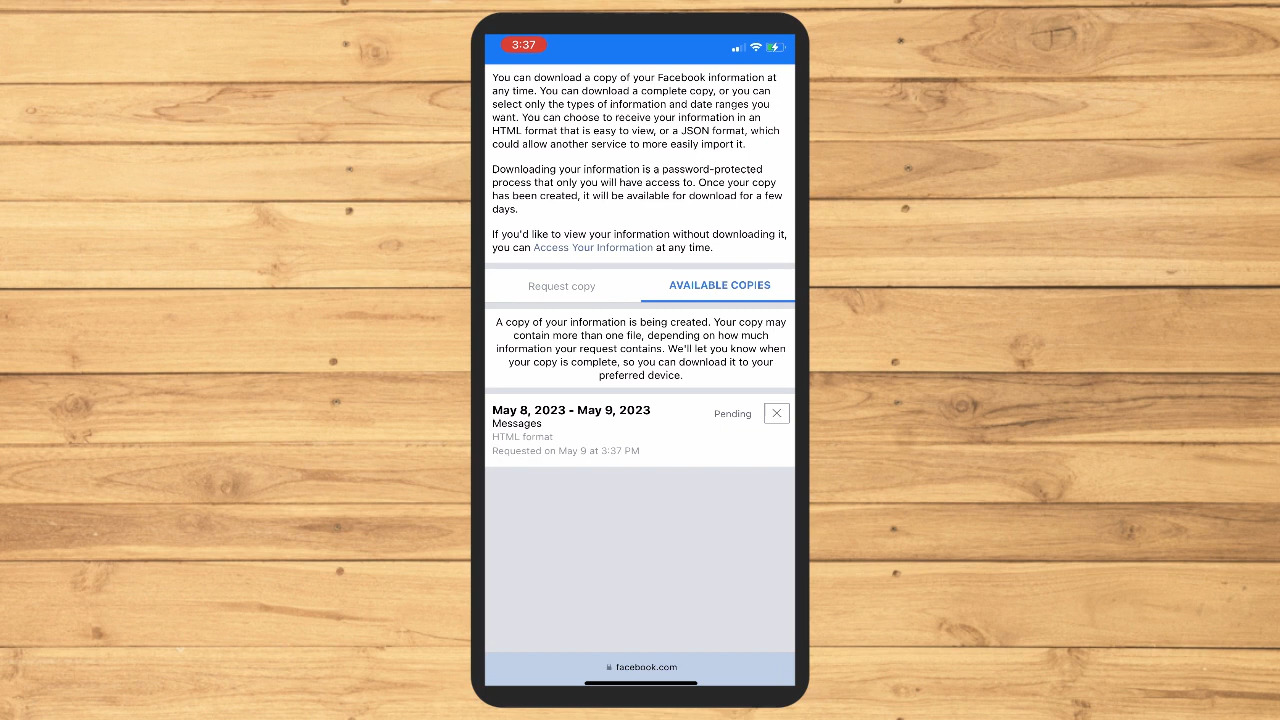 3:37
You can download a copy of your Facebook information at
any time. You can download a complete copy, or you can
select only the types of information and date ranges you
want. You can choose to receive your information in an
HTML format that is easy to view, or a JSON format, which
could allow another service to more easily import it.
Downloading your information is a password-protected
process that only you will have access to. Once your copy
has been created, it will be available for download for a few
days.
If you'd like to view your information without downloading it,
you can Access Your Information at any time.
Request copy AVAILABLE COPIES
A copy of your information is being created. Your copy may
contain more than one file, depending on how much
information your request contains. We'll let you know when
your copy is complete, so you can download it to your
preferred device.
May 8, 2023 - May 9, 2023 Pending
Messages
HTML format
Requested on May 9 at 3:37 PM
facebook.com